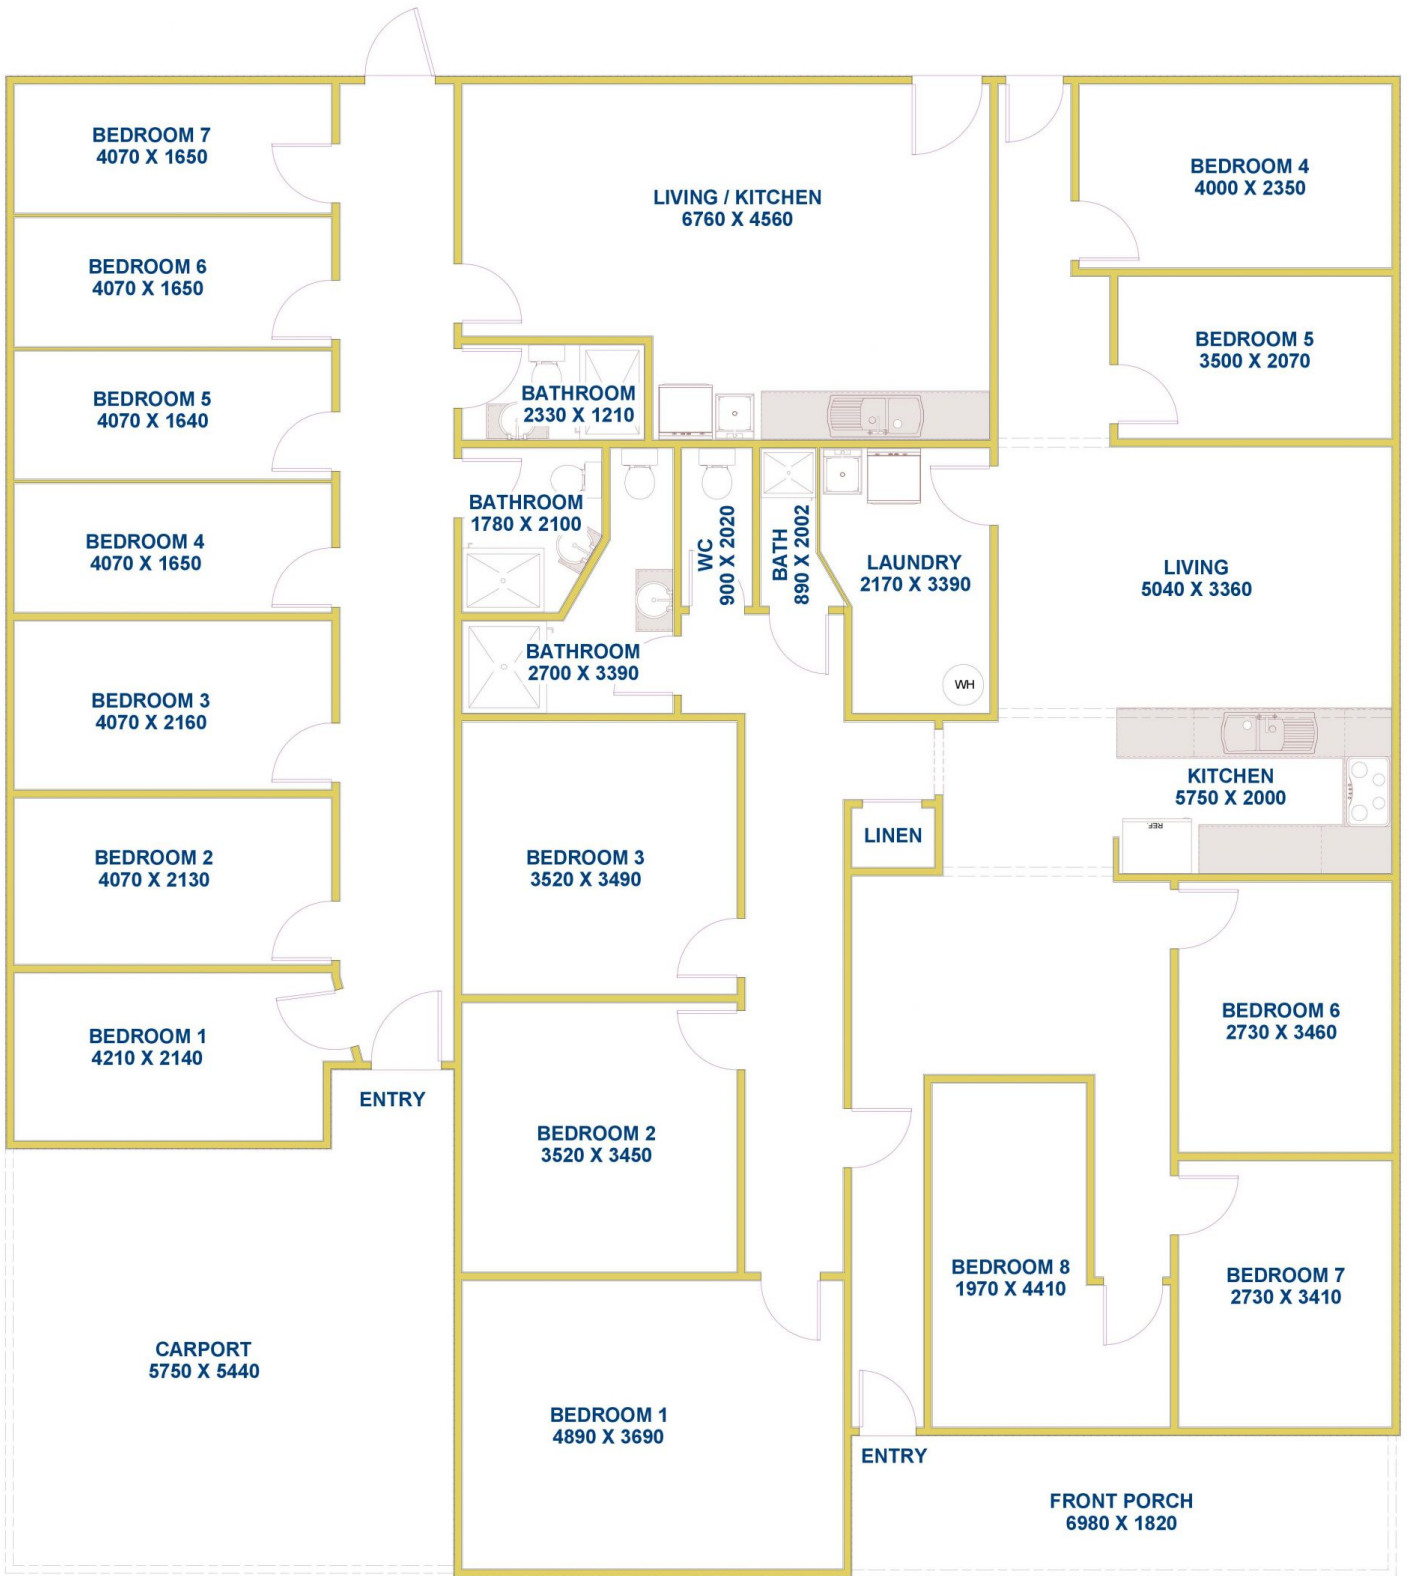 BEDROOM 7
4070 X 1650
LIVING / KITCHEN
6760 X 4560
BEDROOM 4
4000 X 2350
BEDROOM 6
4070 X 1650
BEDROOM 5
3500 X 2070
BEDROOM 5
4070 X 1640
BATHROOM
2330 X 1210
BEDROOM 4
4070 X 1650
BATHROOM
1780 X 2100
WC
900 X 2020
BATH
890 X 2002
LAUNDRY
2170 X 3390
LIVING
5040 X 3360
BATHROOM
2700 X 3390
WH
BEDROOM 3
4070 X 2160
KITCHEN
5750 X 2000
REF.
LINEN
BEDROOM 2
4070 X 2130
BEDROOM 3
3520 X 3490
BEDROOM 1
4210 X 2140
BEDROOM 6
2730 X 3460
ENTRY
BEDROOM 2
3520 X 3450
BEDROOM 8
1970 X 4410
BEDROOM 7
2730 X 3410
CARPORT
5750 X 5440
BEDROOM 1
4890 X 3690
ENTRY
FRONT PORCH
6980 X 1820